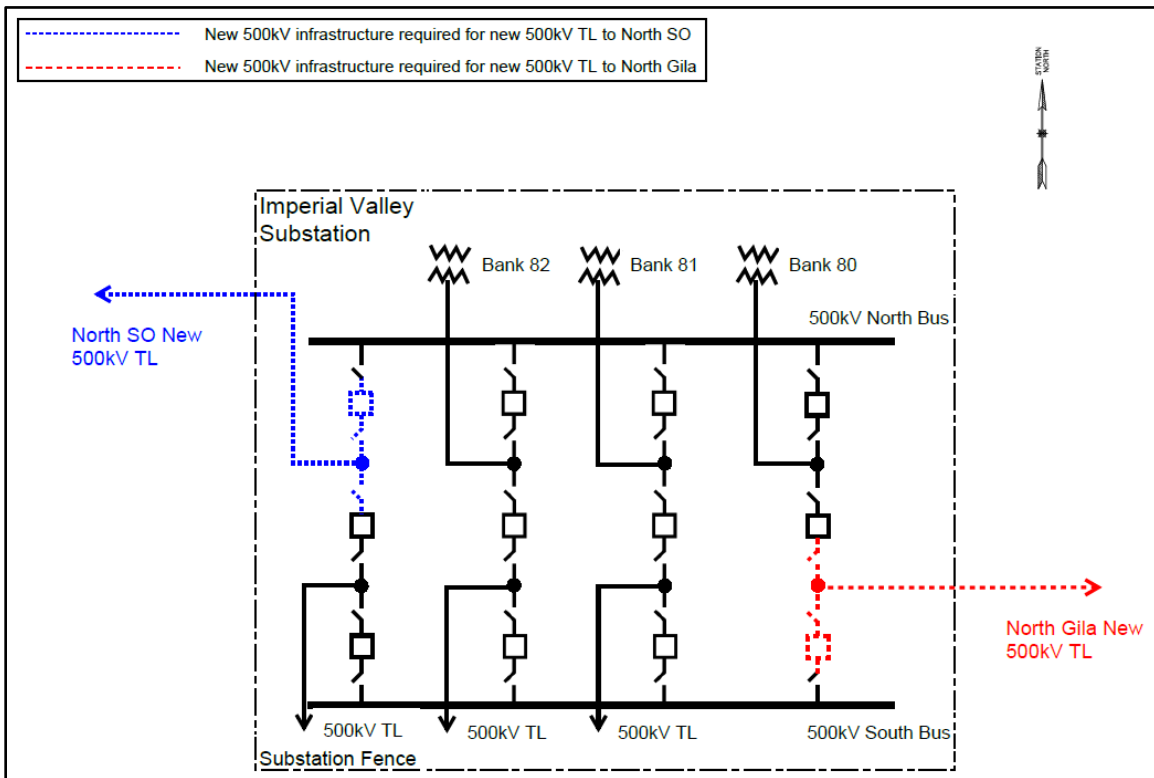 New 500kV infrastructure required for new 500kV TL to North SO
New 500kV infrastructure required for new 500kV TL to North Gila
STATION
NORTH
Imperial Valley
Substation
Bank 82
Bank 81
Bank 80
500kV North Bus
North SO New
500kV TL
North Gila New
500kV TL
500kV TL
500kV TL
500kV TL
500kV South Bus
Substation Fence